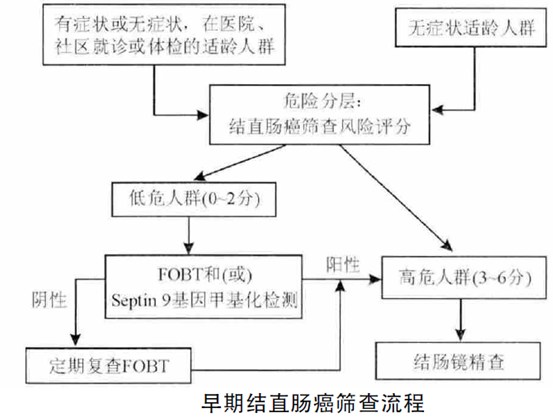 有症状或无症状，在医院、
社区就诊或体检的适龄人群
无症状适龄人群
危险分层：
结直肠癌筛查风险评分
低危人群(0~2分)
FOBT和(或)
Septin 9基因甲基化检测
阳性
高危人群(3~6分)
阴性
定期复查FOBT
结肠镜精查
早期结直肠癌筛查流程